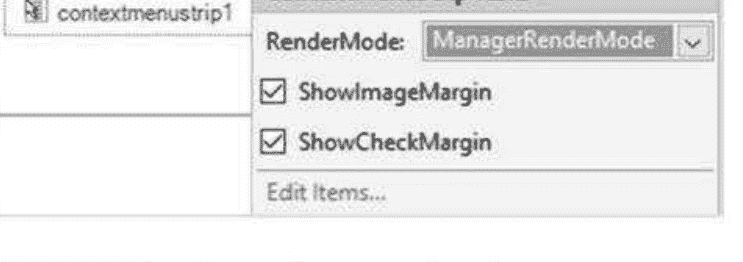 contextmenustrip1
RenderMode: ManagerRenderMode
ShowImageMargin
ShowCheckMargin
Edit Items...